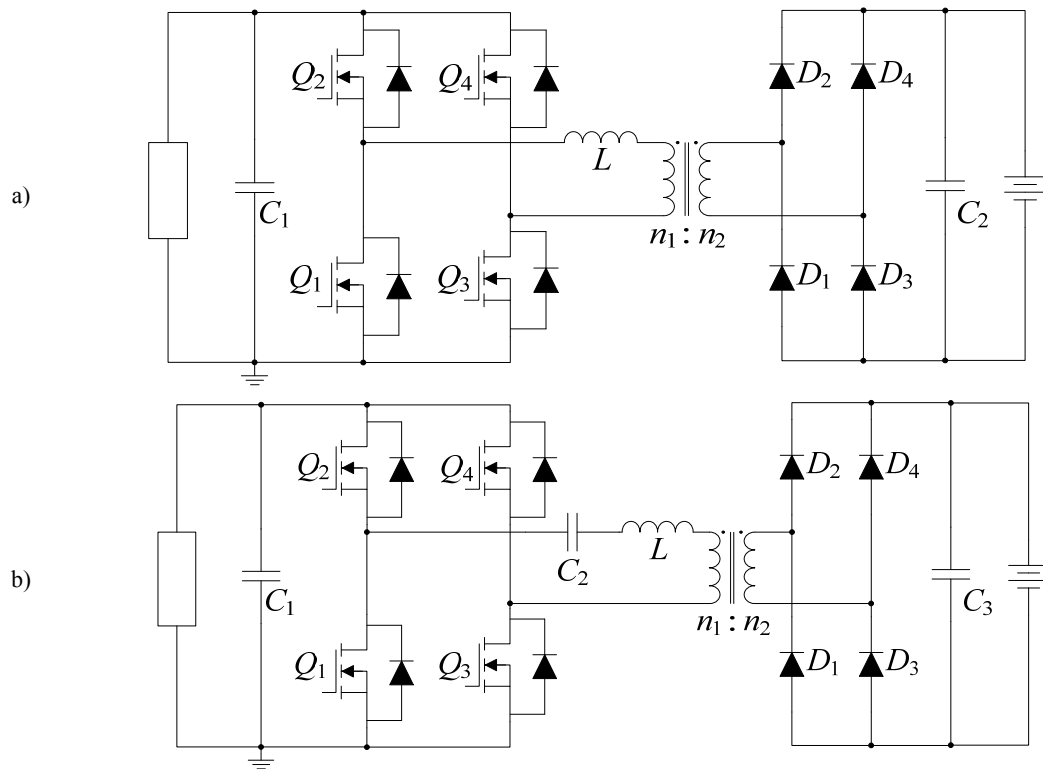 a)
Q₂
Q₄
D₂
D₄
C₁
L
C₂
n₁ : n₂
Q₁
Q₃
D₁
D₃
b)
Q₂
Q₄
D₂
D₄
C₁
C₂
L
C₃
n₁ : n₂
Q₁
Q₃
D₁
D₃